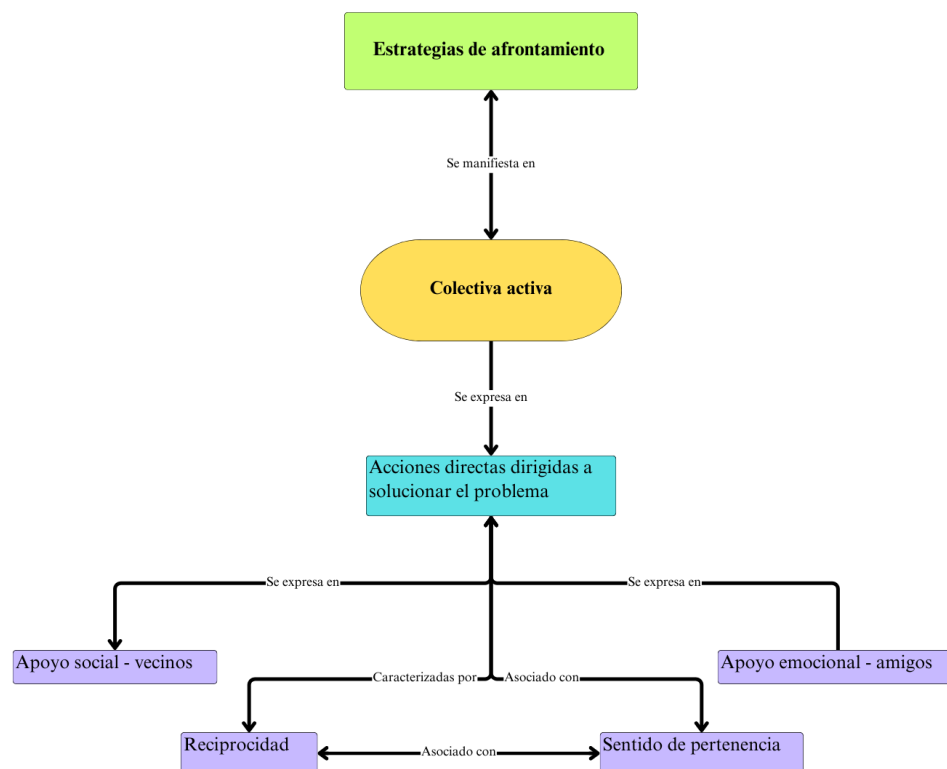 Estrategias de afrontamiento
Se manifiesta en
Colectiva activa
Se expresa en
Acciones directas dirigidas a
solucionar el problema
Se expresa en
Se expresa en
Apoyo social - vecinos
Apoyo emocional - amigos
Caracterizadas por
Asociado con
Reciprocidad
Asociado con
Sentido de pertenencia